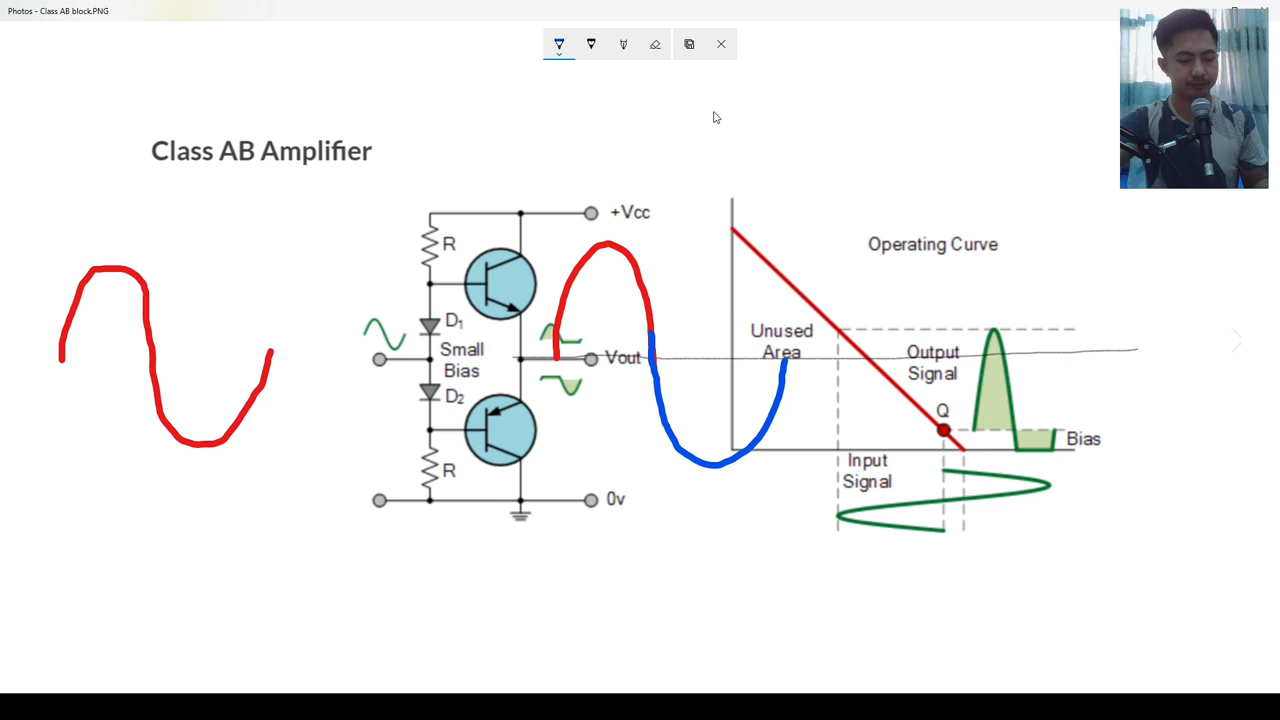 Photos - Class AB block.PNG
Class AB Amplifier
+Vcc
R
Operating Curve
D1
Small
Bias
Vout
Unused
Area
Output
Signal
D2
Q
Bias
R
Input
Signal
0v